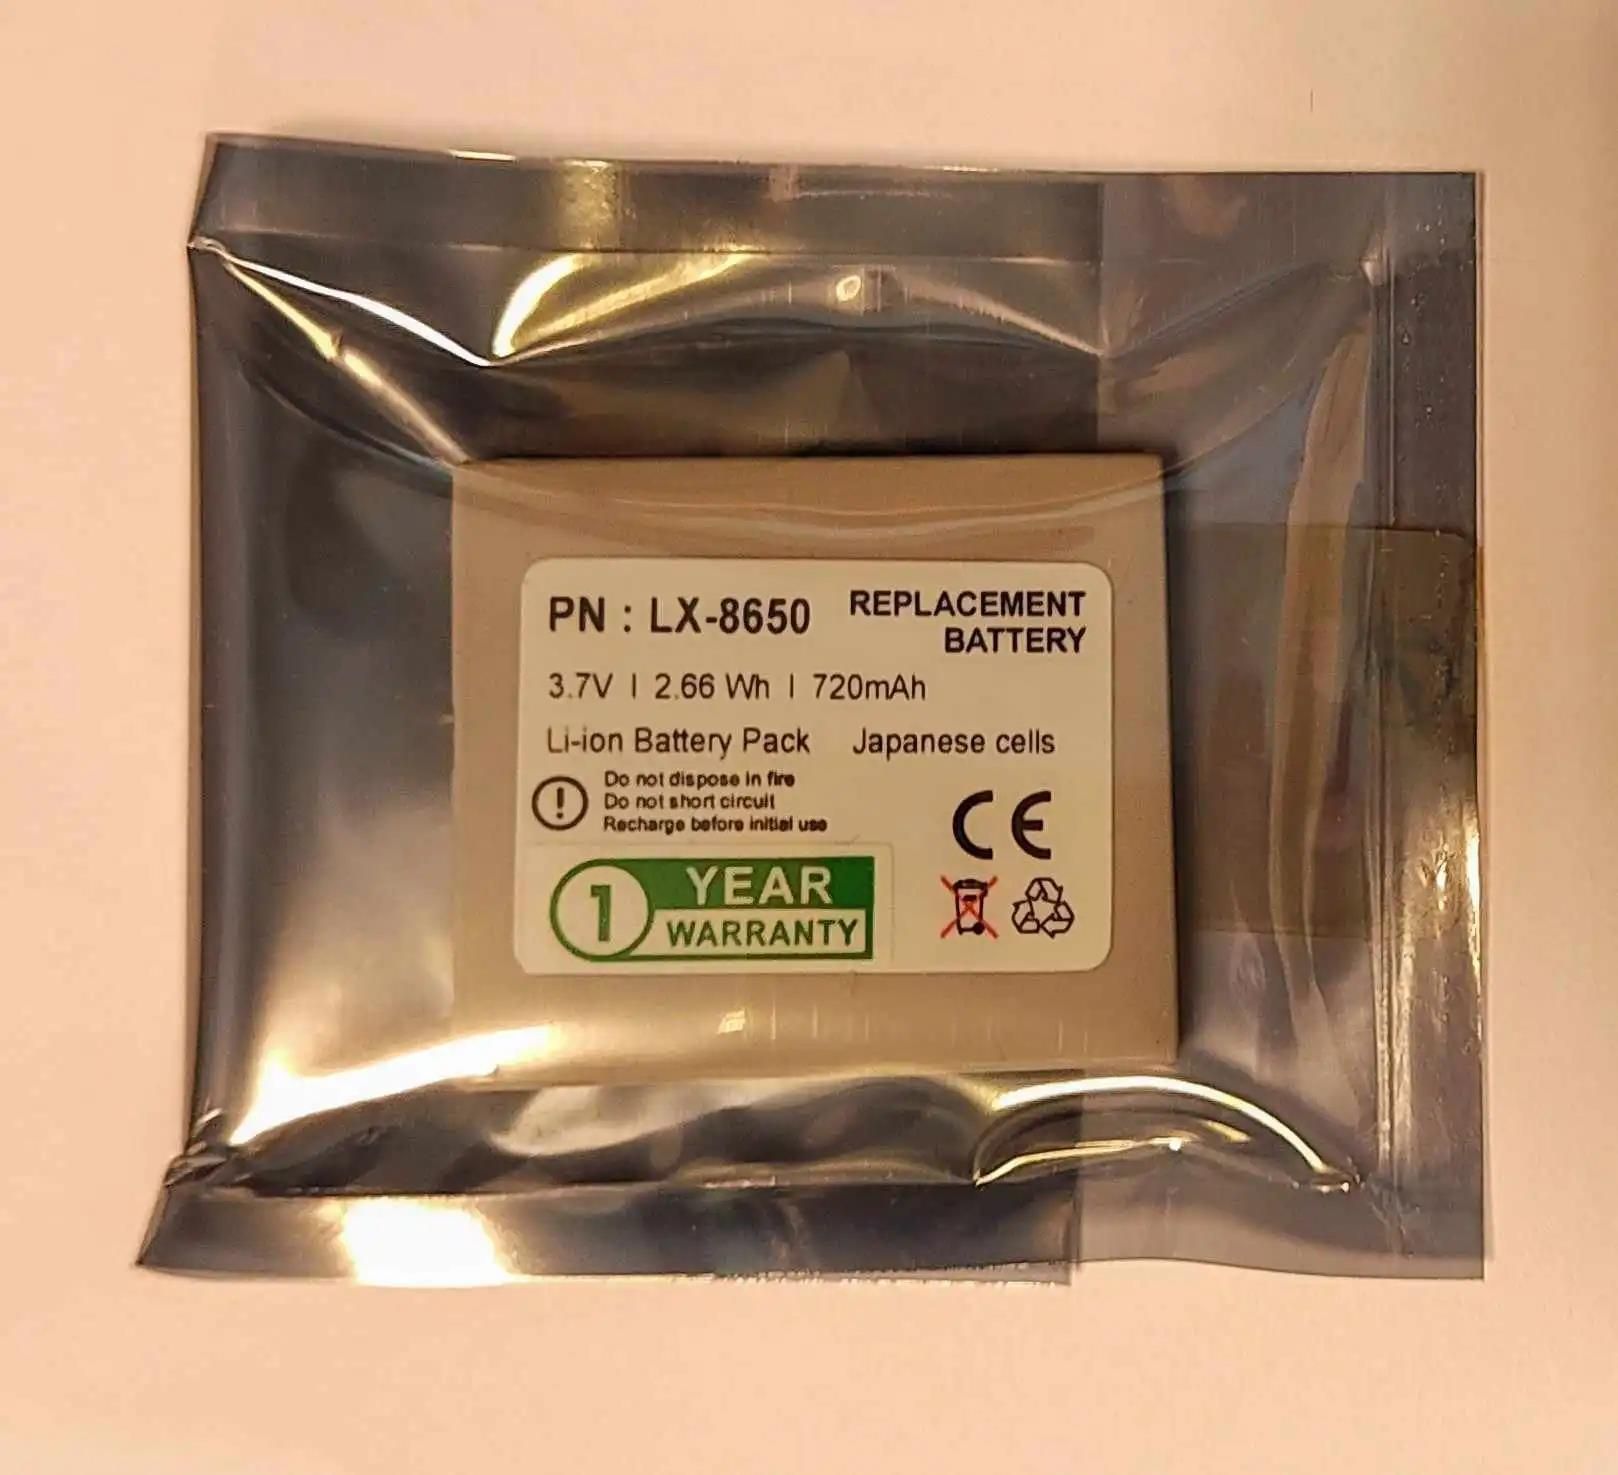 PN : LX-8650
REPLACEMENT
BATTERY
3.7V | 2.66 Wh | 720mAh
Li-ion Battery Pack Japanese cells
Do not dispose in fire
Do not short circuit
Recharge before initial use
CE
1 YEAR
WARRANTY